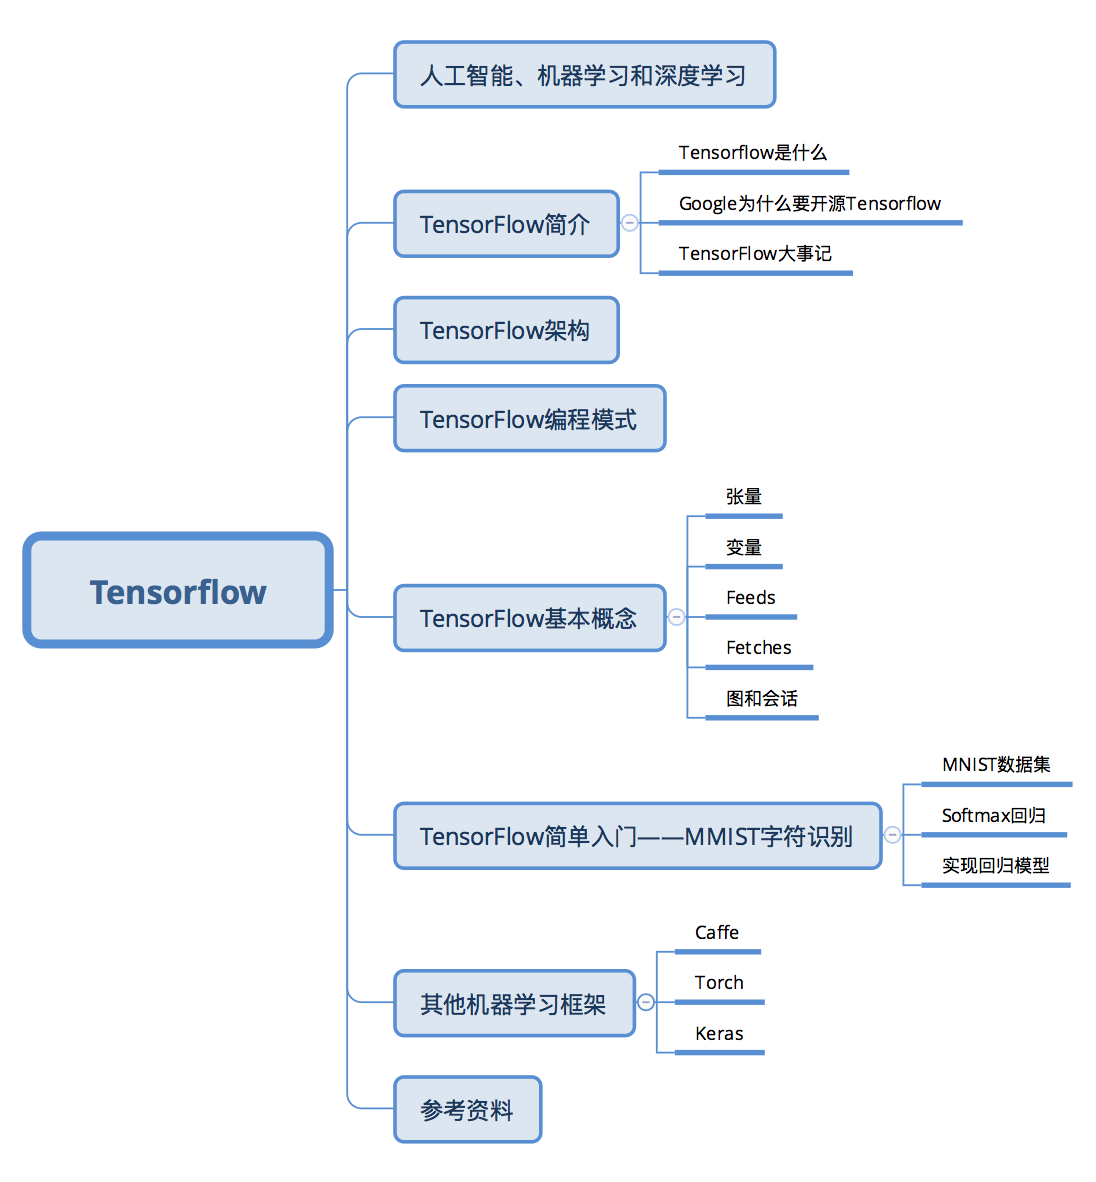 人工智能、机器学习和深度学习
Tensorflow是什么
TensorFlow简介
Google为什么要开源Tensorflow
TensorFlow大事记
TensorFlow架构
TensorFlow编程模式
Tensorflow
TensorFlow基本概念
张量
变量
Feeds
Fetches
图和会话
TensorFlow简单入门——MMIST字符识别
MNIST数据集
Softmax回归
实现回归模型
其他机器学习框架
Caffe
Torch
Keras
参考资料